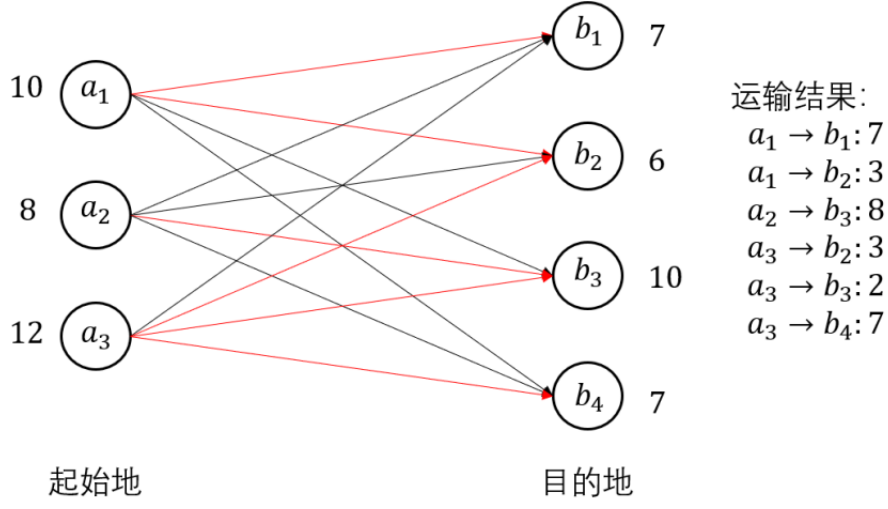 10
a₁
8
a₂
12
a₃
起始地
b₁
7
b₂
6
b₃
10
b₄
7
目的地
运输结果:
a₁ → b₁: 7
a₁ → b₂: 3
a₂ → b₃: 8
a₃ → b₂: 3
a₃ → b₃: 2
a₃ → b₄: 7